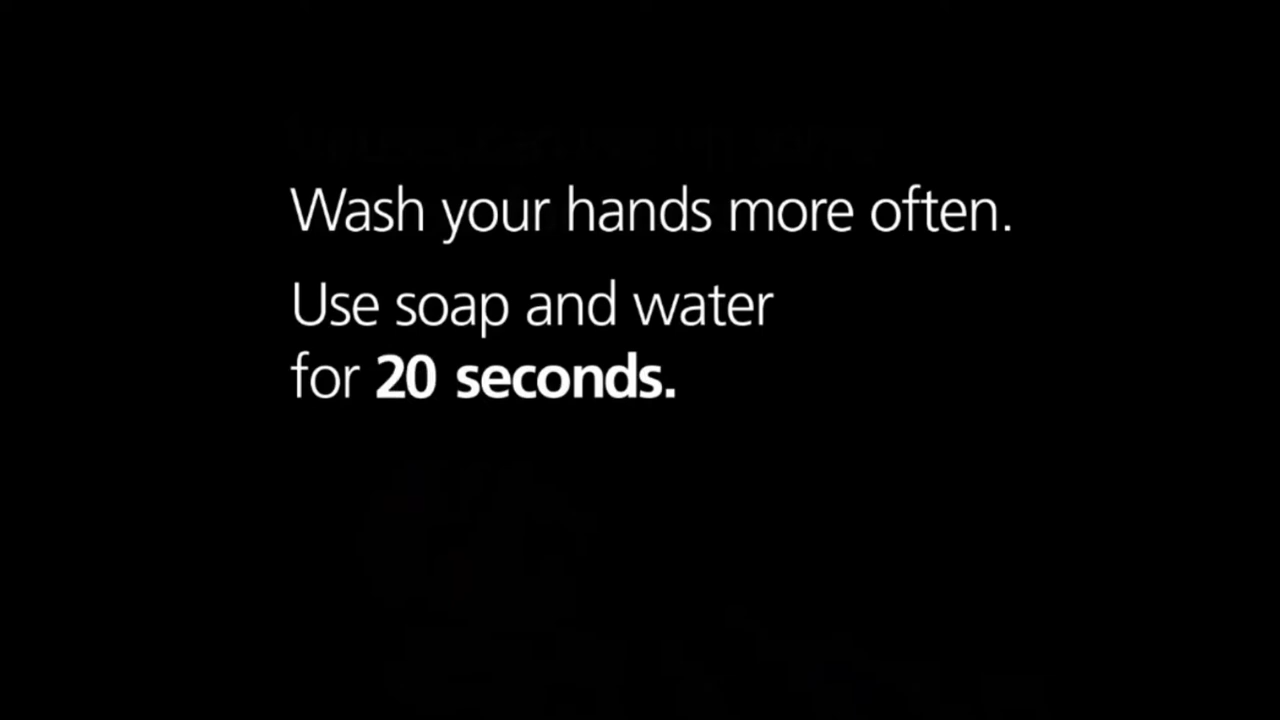 Wash your hands more often.
Use soap and water
for 20 seconds.